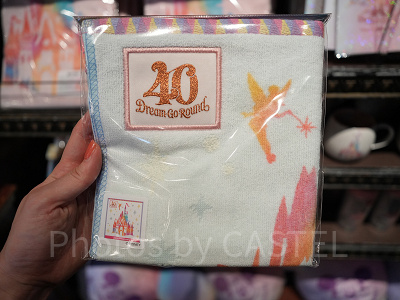 40
Dream Go Round
Photos by CASTEL